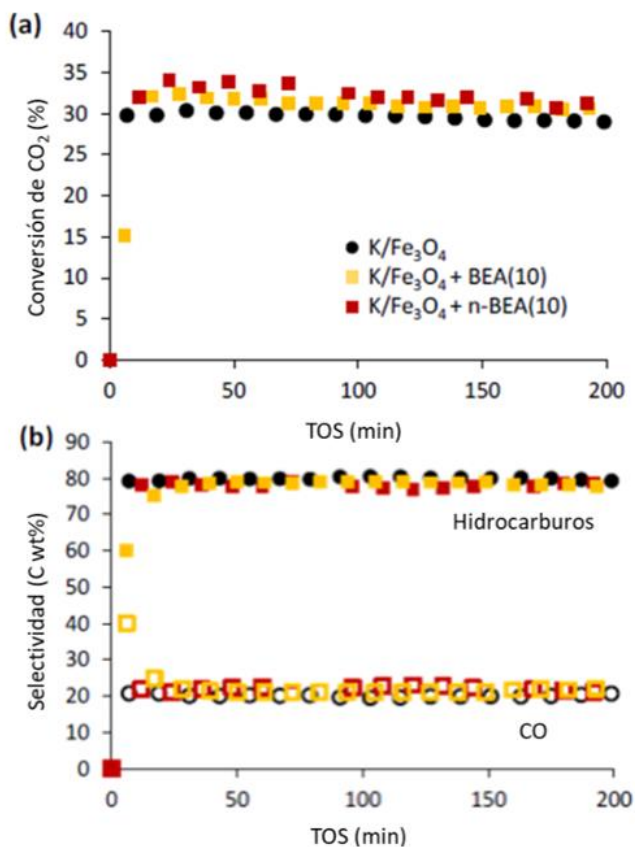 (a)
40
35
30
25
20
15
10
5
0
Conversión de CO₂ (%)
K/Fe₃O₄
K/Fe₃O₄ + BEA(10)
K/Fe₃O₄ + n-BEA(10)
0 50 100 150 200
TOS (min)
(b)
90
80
70
60
50
40
30
20
10
0
Selectividad (C wt%)
Hidrocarburos
CO
0 50 100 150 200
TOS (min)